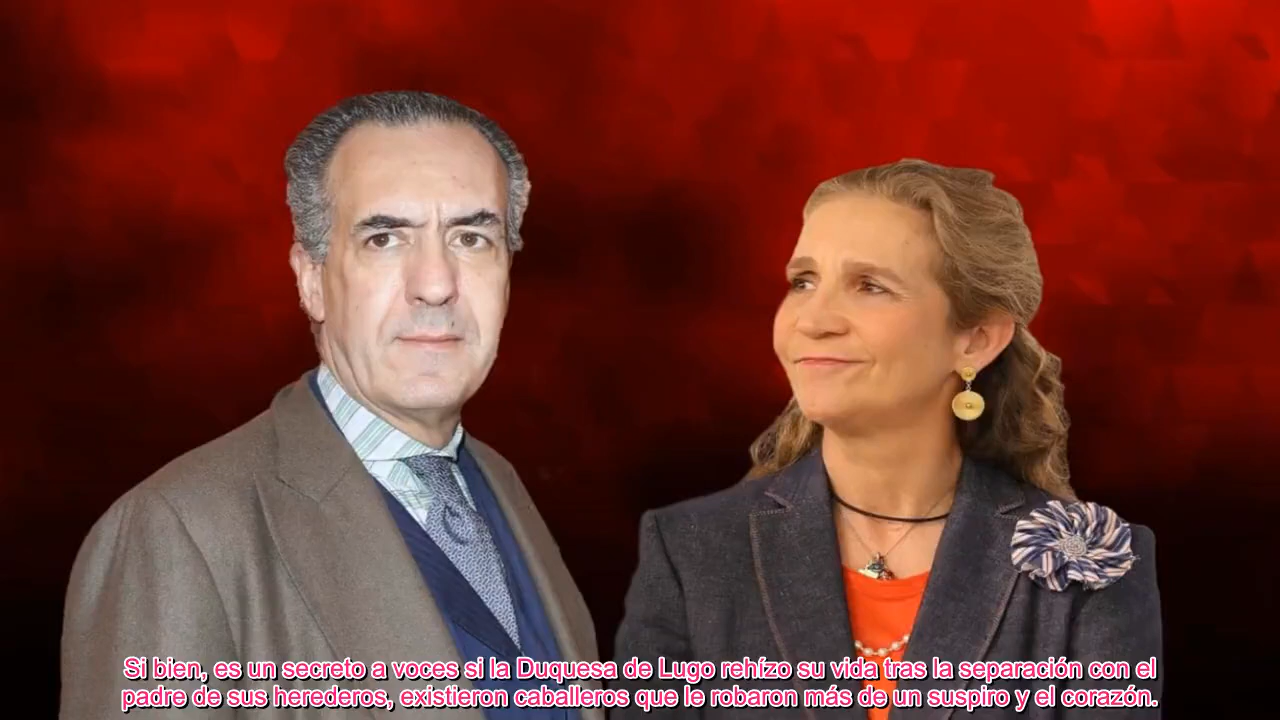 Si bien, es un secreto a voces si la Duquesa de Lugo rehízo su vida tras la separación con el
padre de sus herederos, existieron caballeros que le robaron más de un suspiro y el corazón.